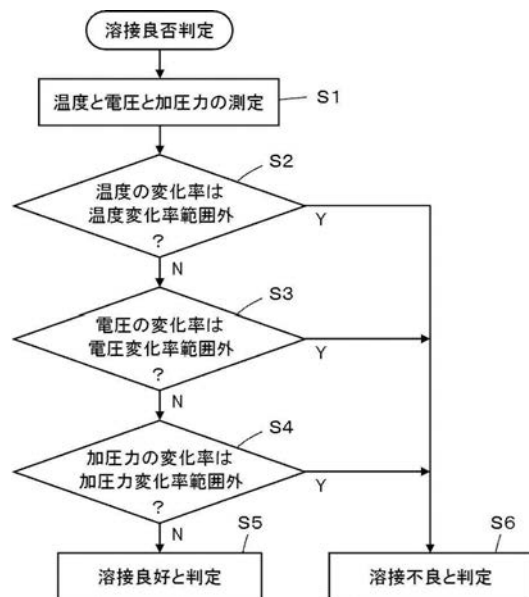 溶接良否判定
温度と電圧と加圧力の測定
S1
S2
温度の変化率は
温度変化率範囲外
?
Y
N
S3
電圧の変化率は
電圧変化率範囲外
?
Y
N
S4
加圧力の変化率は
加圧力変化率範囲外
?
Y
N
S5
溶接良好と判定
S6
溶接不良と判定